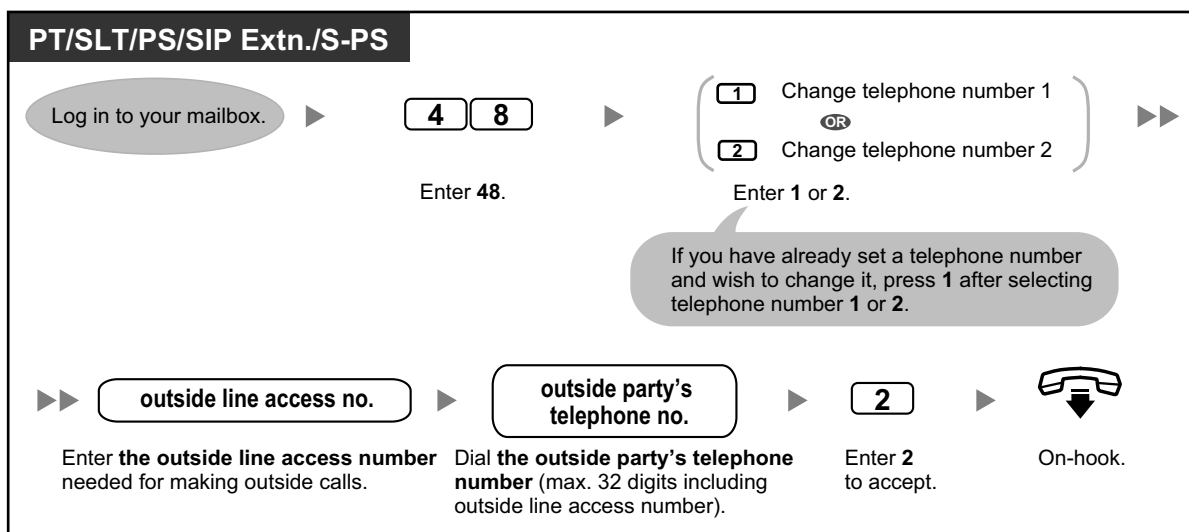 PT/SLT/PS/SIP Extn./S-PS
Log in to your mailbox.
4 8
Enter 48.
1 Change telephone number 1
OR
2 Change telephone number 2
Enter 1 or 2.
If you have already set a telephone number
and wish to change it, press 1 after selecting
telephone number 1 or 2.
outside line access no.
Enter the outside line access number
needed for making outside calls.
outside party's
telephone no.
Dial the outside party's telephone
number (max. 32 digits including
outside line access number).
2
Enter 2
to accept.
On-hook.